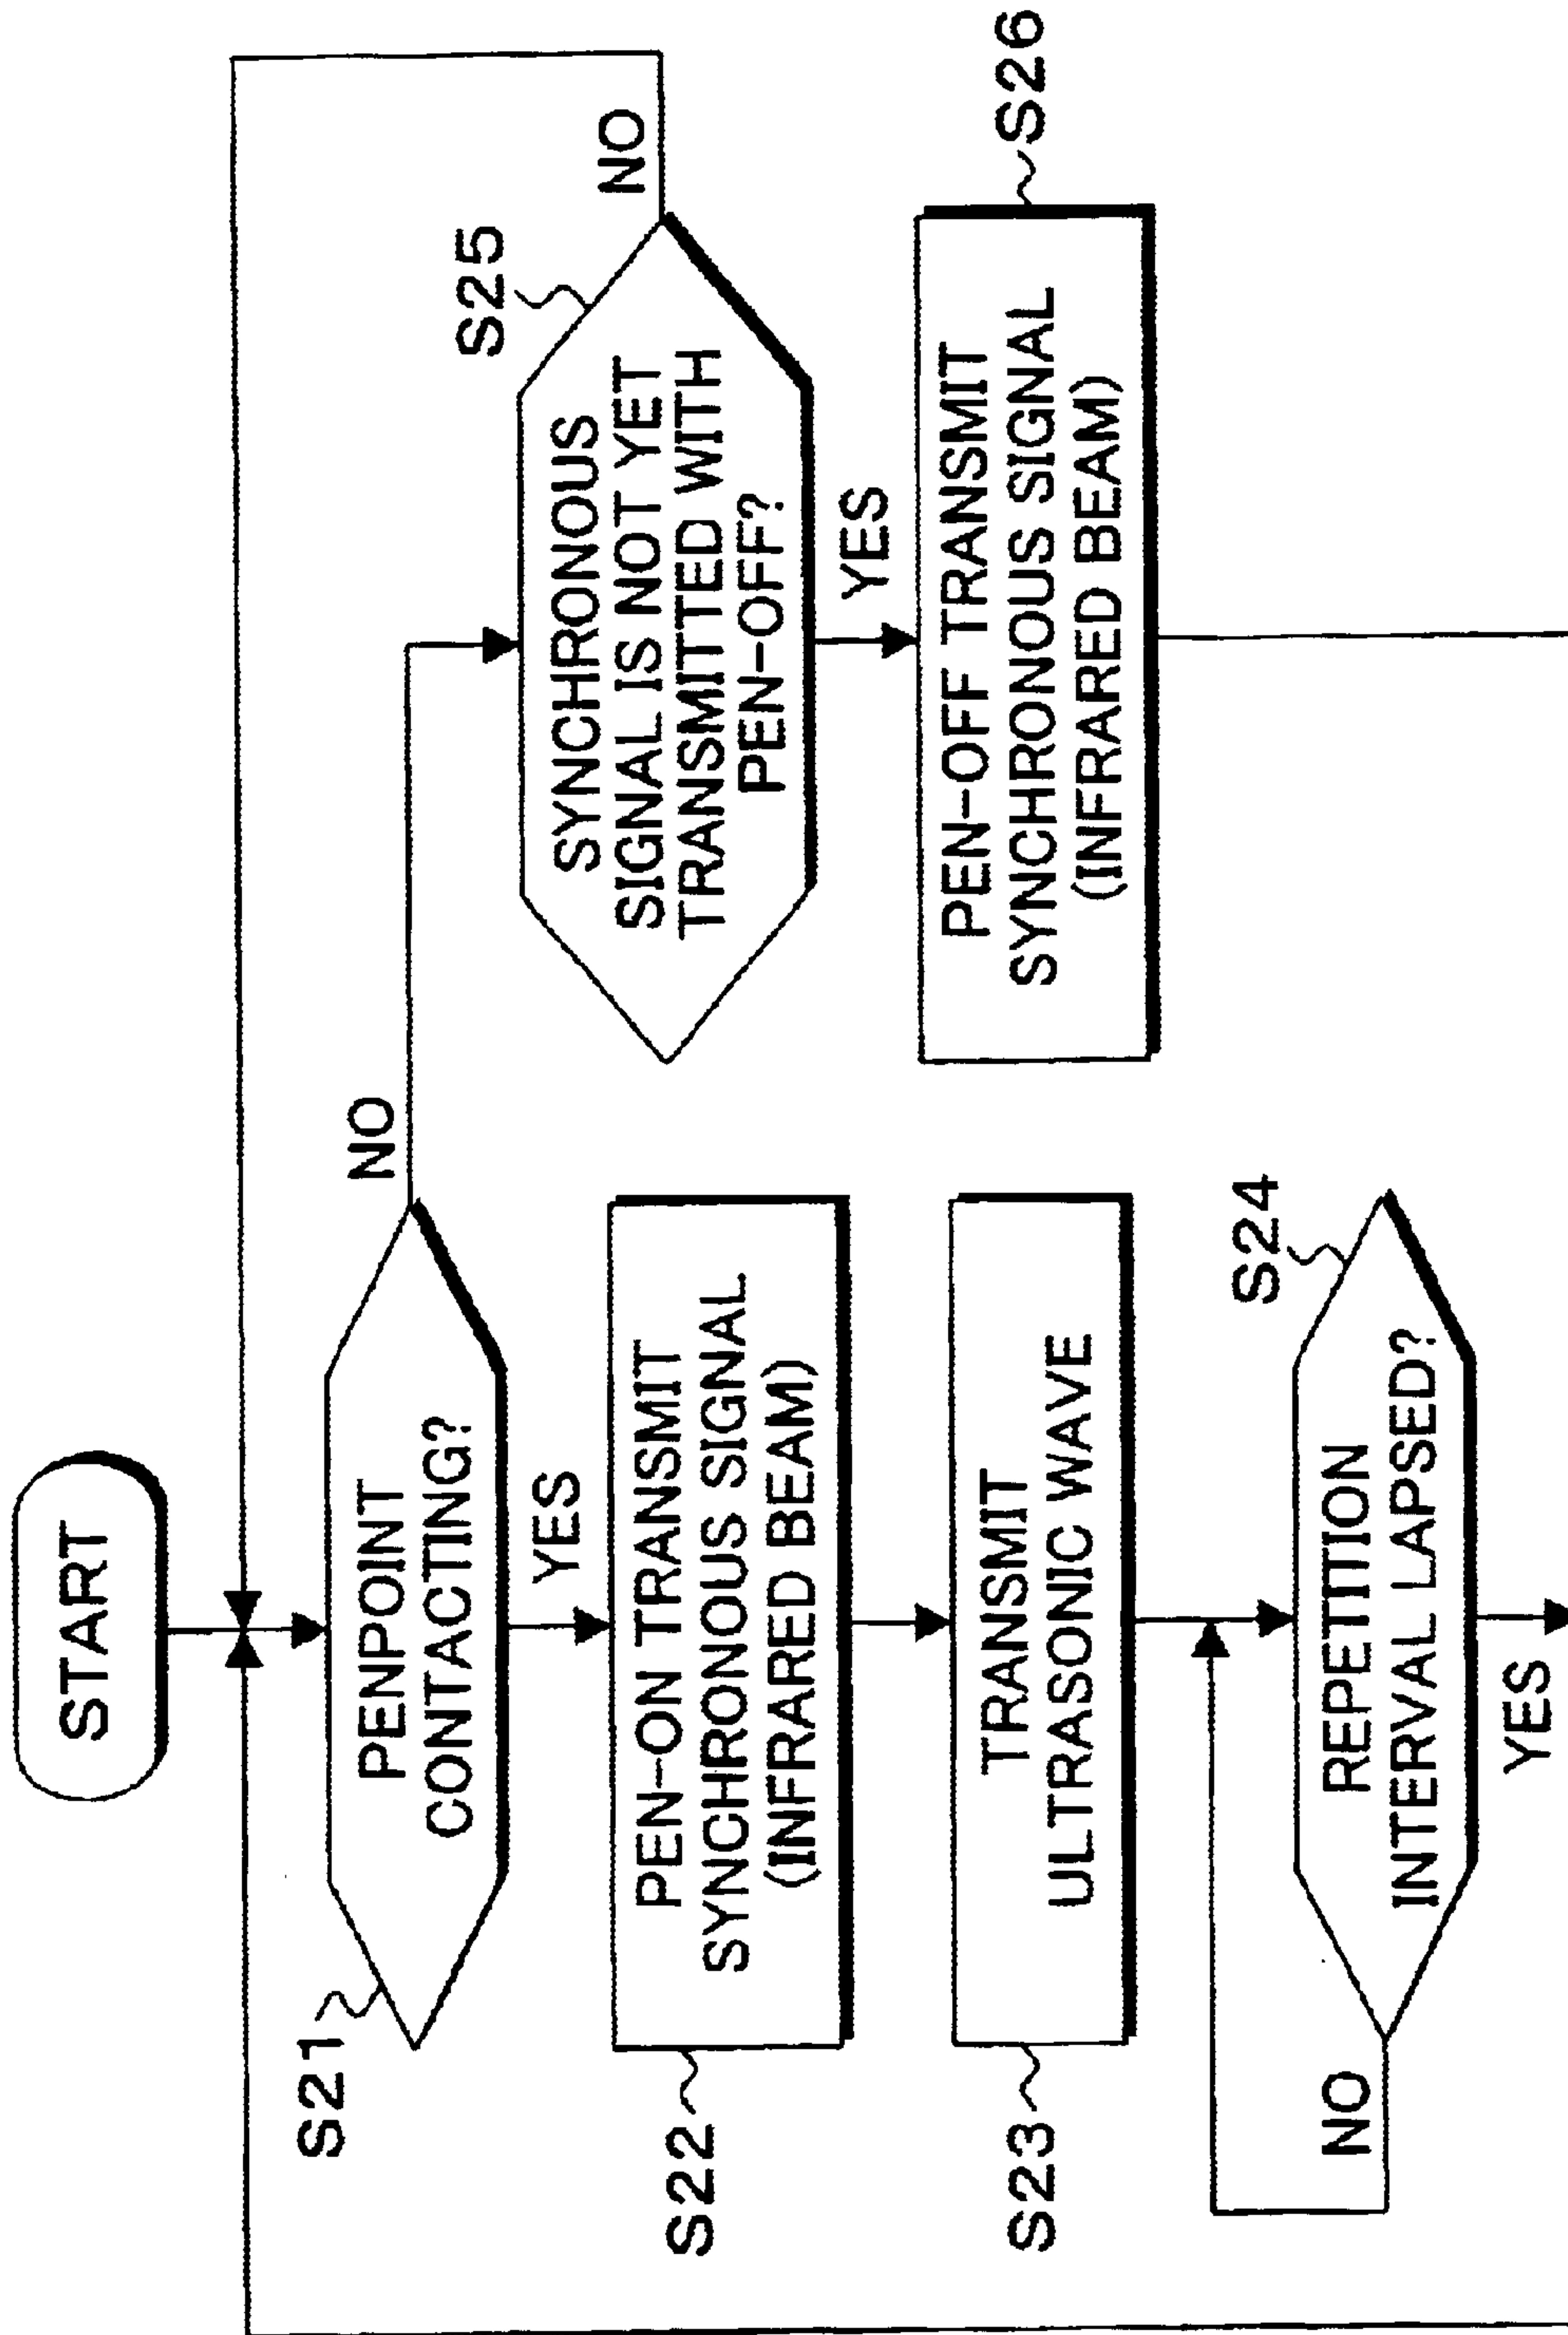 START
S21
PENPOINT
CONTACTING?
NO
YES
S22
PEN-ON TRANSMIT
SYNCHRONOUS SIGNAL
(INFRARED BEAM)
S23
TRANSMIT
ULTRASONIC WAVE
S24
REPETITION
INTERVAL LAPSED?
NO
YES
S25
SYNCHRONOUS
SIGNAL IS NOT YET
TRANSMITTED WITH
PEN-OFF?
NO
YES
S26
PEN-OFF TRANSMIT
SYNCHRONOUS SIGNAL
(INFRARED BEAM)